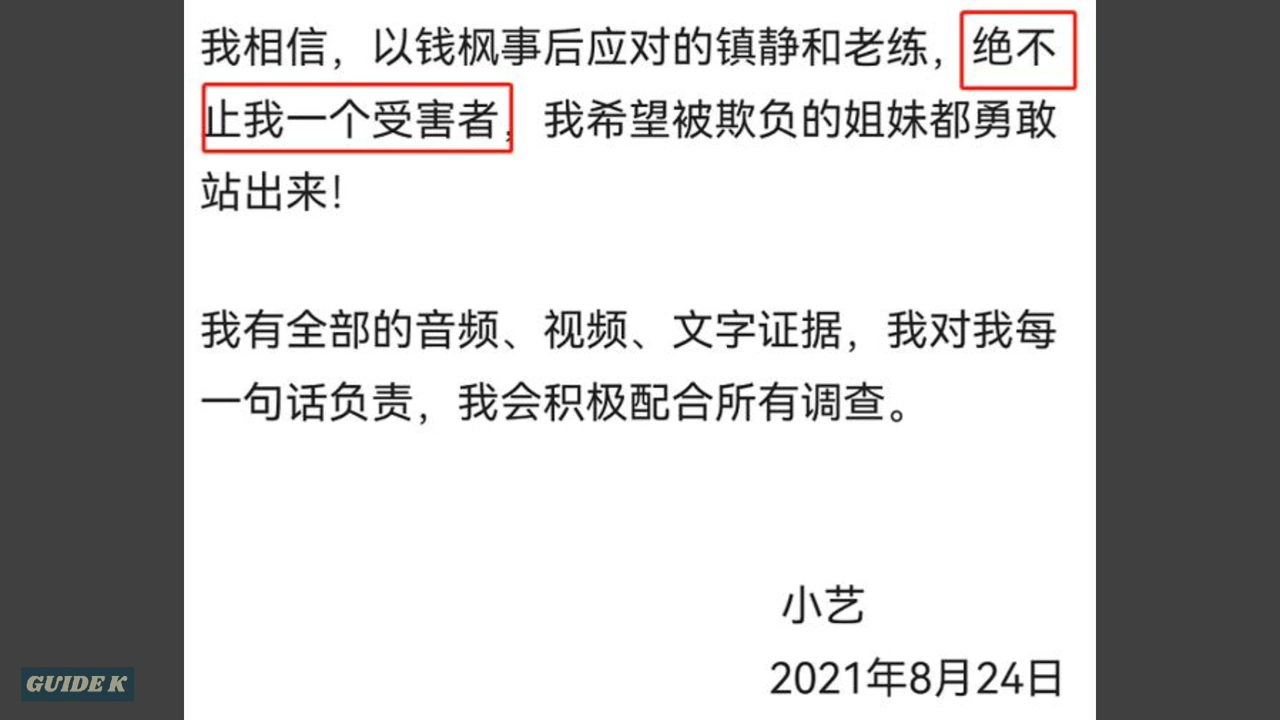 我相信，以钱枫事后应对的镇静和老练，绝不
止我一个受害者，我希望被欺负的姐妹都勇敢
站出来！
我有全部的音频、视频、文字证据，我对我每
一句话负责，我会积极配合所有调查。
小艺
2021年8月24日
GUIDE K